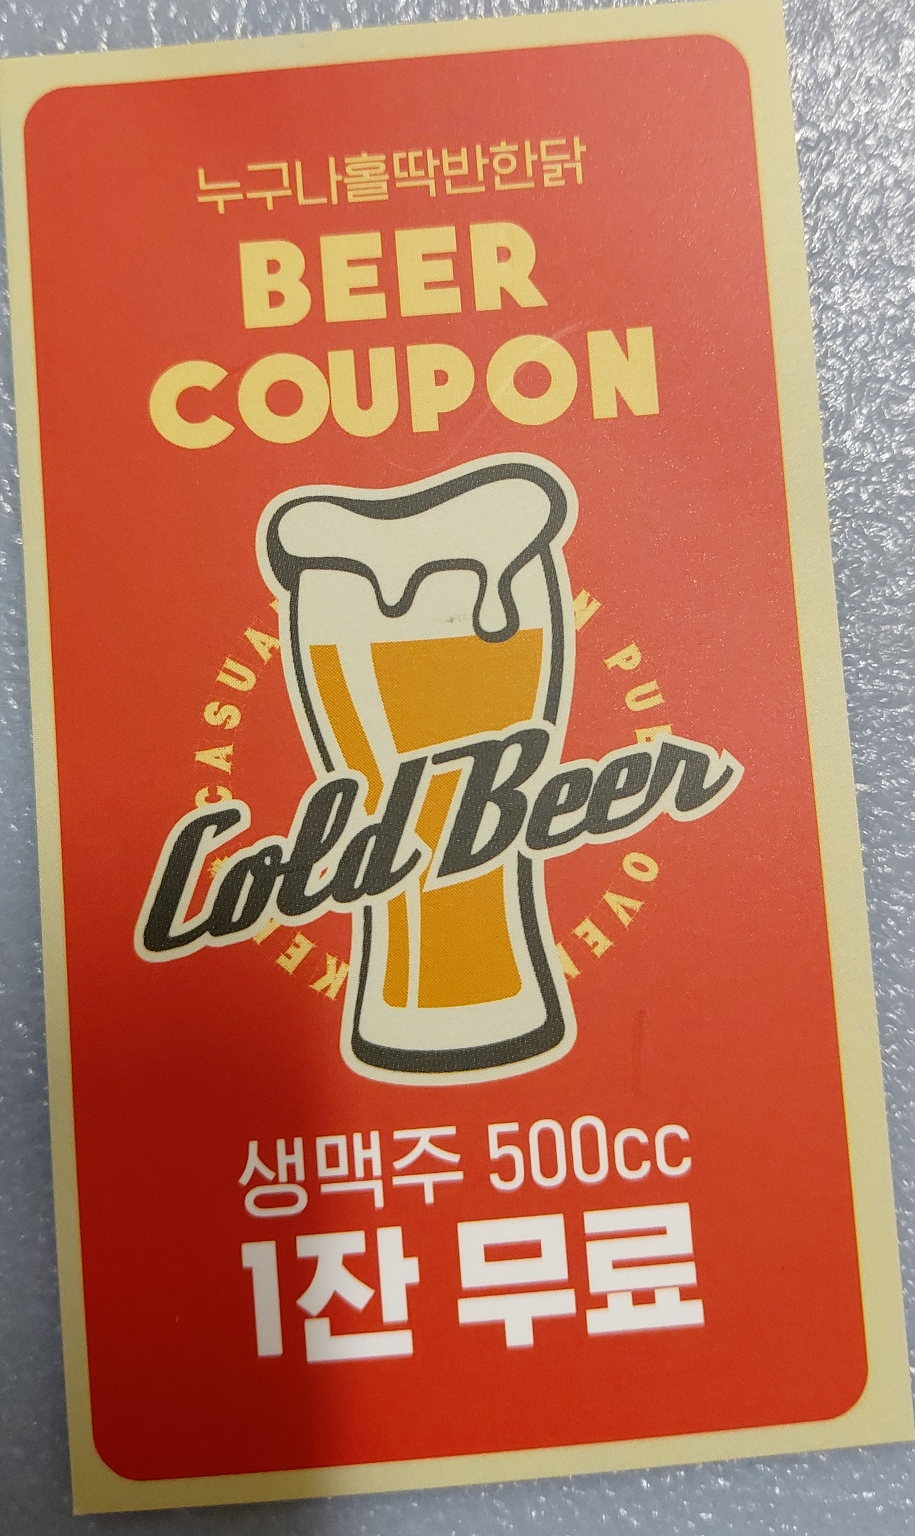 누구나홀딱반한닭
BEER
COUPON
Cold Beer
OVEN
생맥주 500cc
1잔 무료